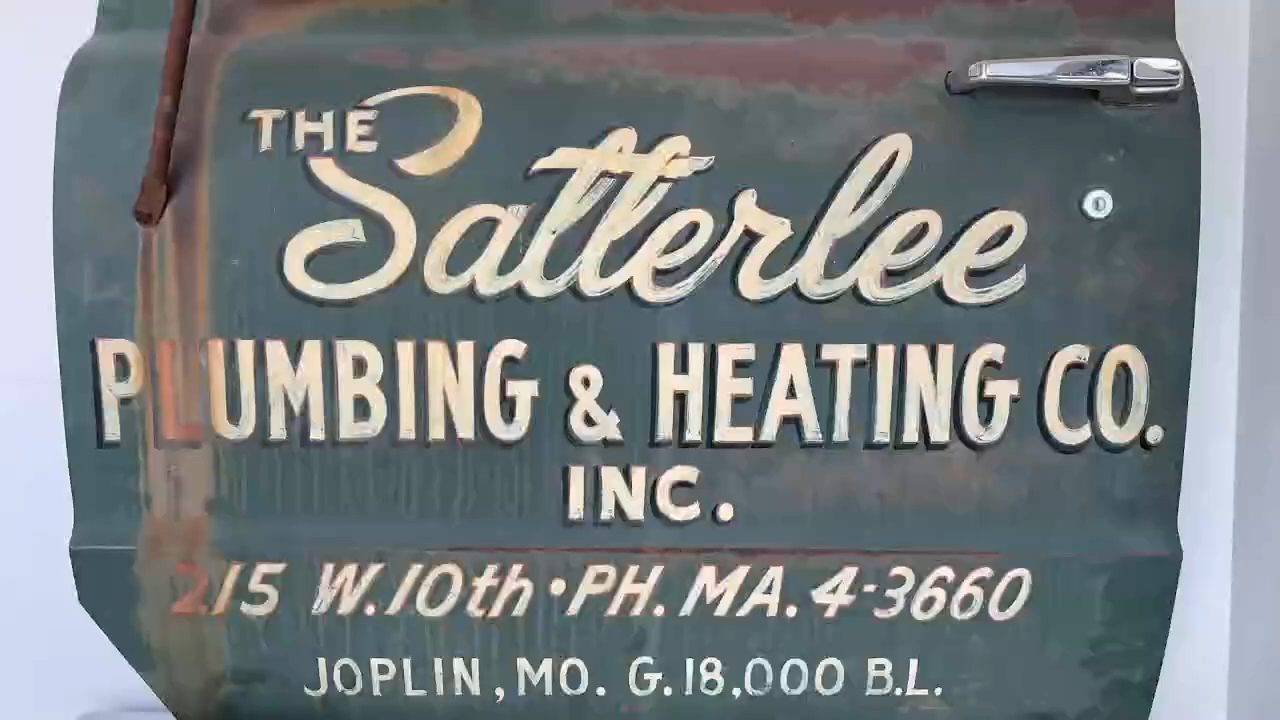 THE Satterlee
PLUMBING & HEATING CO.
INC.
215 W. 10th • PH. MA. 4-3660
JOPLIN, MO. G. 18,000 B.L.